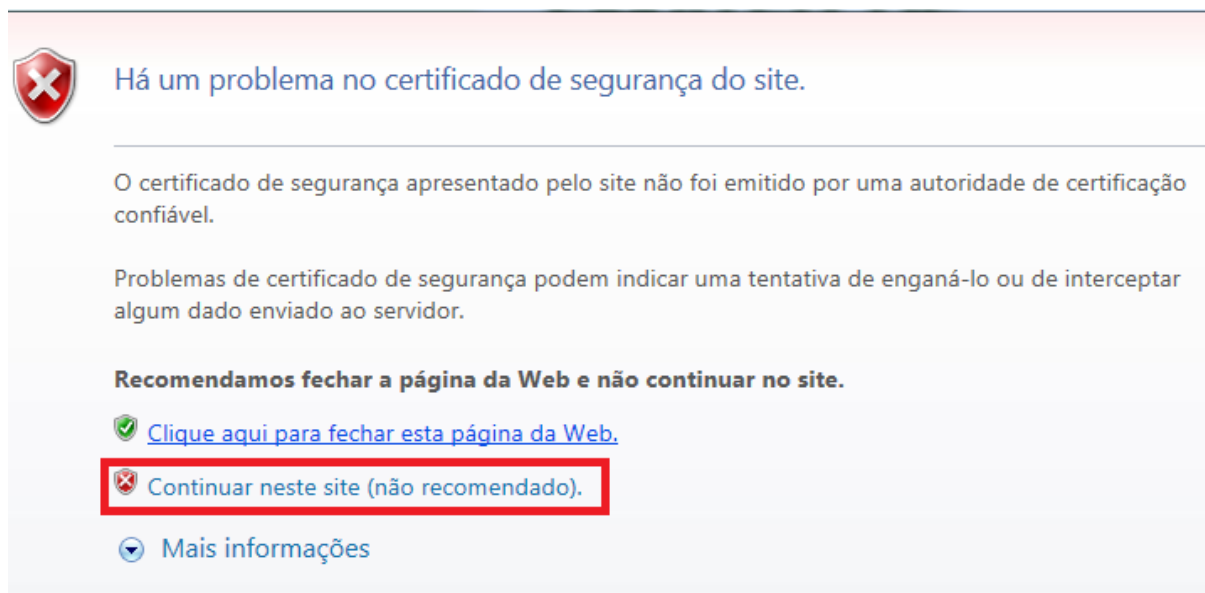 Há um problema no certificado de segurança do site.
O certificado de segurança apresentado pelo site não foi emitido por uma autoridade de certificação
confiável.
Problemas de certificado de segurança podem indicar uma tentativa de enganá-lo ou de interceptar
algum dado enviado ao servidor.
Recomendamos fechar a página da Web e não continuar no site.
Clique aqui para fechar esta página da Web.
Continuar neste site (não recomendado).
Mais informações